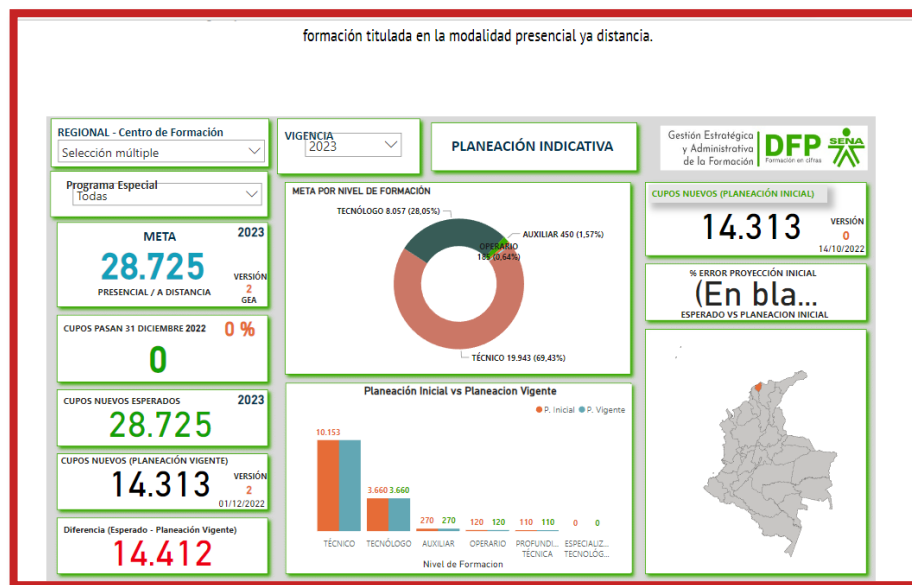 formación titulada en la modalidad presencial ya distancia.
REGIONAL - Centro de Formación
Selección múltiple
VIGENCIA
2023
PLANEACIÓN INDICATIVA
Gestión Estratégica
y Administrativa
de la Formación
DFP
Formación en cifras
SENA
Programa Especial
Todas
META
2023
28.725
PRESENCIAL / A DISTANCIA
VERSIÓN
2
GEA
CUPOS PASAN 31 DICIEMBRE 2022
0 %
0
CUPOS NUEVOS ESPERADOS
2023
28.725
CUPOS NUEVOS (PLANEACIÓN VIGENTE)
14.313
VERSIÓN
2
01/12/2022
Diferencia (Esperado - Planeación Vigente)
14.412
META POR NIVEL DE FORMACIÓN
TECNÓLOGO 8.057 (28,05%)
AUXILIAR 450 (1,57%)
OPERARIO
185 (0,64%)
TÉCNICO 19.943 (69,43%)
Planeación Inicial vs Planeacion Vigente
P. Inicial P. Vigente
10.153
3.660 3.660
270 270
120 120
110 110
0 0
TÉCNICO TECNÓLOGO AUXILIAR OPERARIO PROFUNDI... TÉCNICA ESPECIALIZ... TECNOLÓG...
Nivel de Formacion
CUPOS NUEVOS (PLANEACIÓN INICIAL)
14.313
VERSIÓN
0
14/10/2022
% ERROR PROYECCIÓN INICIAL
(En bla...
ESPERADO VS PLANEACION INICIAL